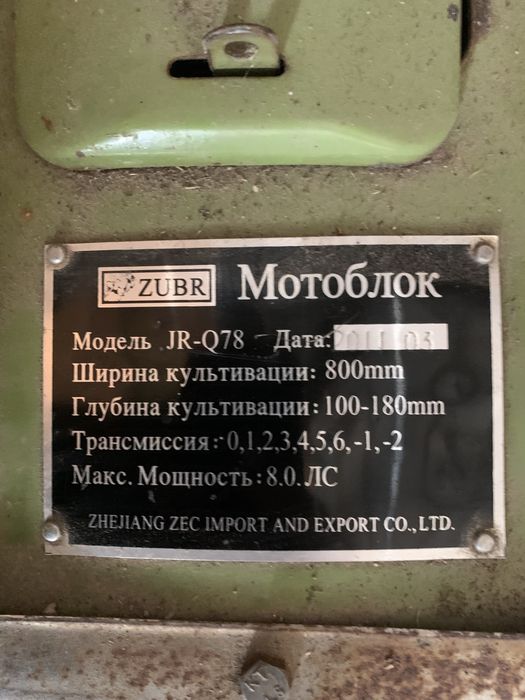 ZUBR Мотоблок
Модель JR-Q78 Дата: 2011 03
Ширина культивации: 800mm
Глубина культивации: 100-180mm
Трансмиссия: 0,1,2,3,4,5,6,-1,-2
Макс. Мощность: 8.0. ЛС
ZHEJIANG ZEC IMPORT AND EXPORT CO., LTD.